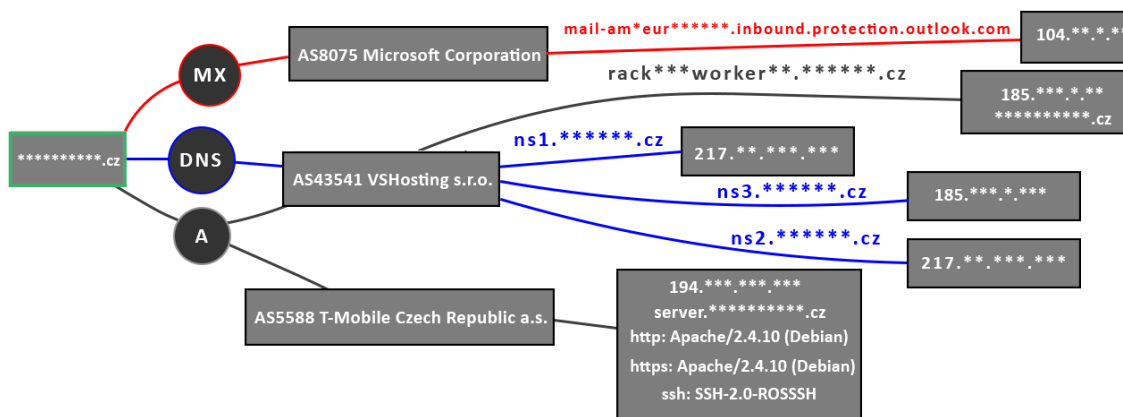 mail-am*eur******.inbound.protection.outlook.com
104.**.*.**
AS8075 Microsoft Corporation
MX
rack***worker**.******.cz
185.***.*.**
**********.cz
**********.cz
DNS
ns1.******.cz
217.**.***.***
AS43541 VSHosting s.r.o.
ns3.******.cz
185.***.*.***
A
ns2.******.cz
217.**.***.***
AS5588 T-Mobile Czech Republic a.s.
194.***.***.***
server.**********.cz
http: Apache/2.4.10 (Debian)
https: Apache/2.4.10 (Debian)
ssh: SSH-2.0-ROSSSH